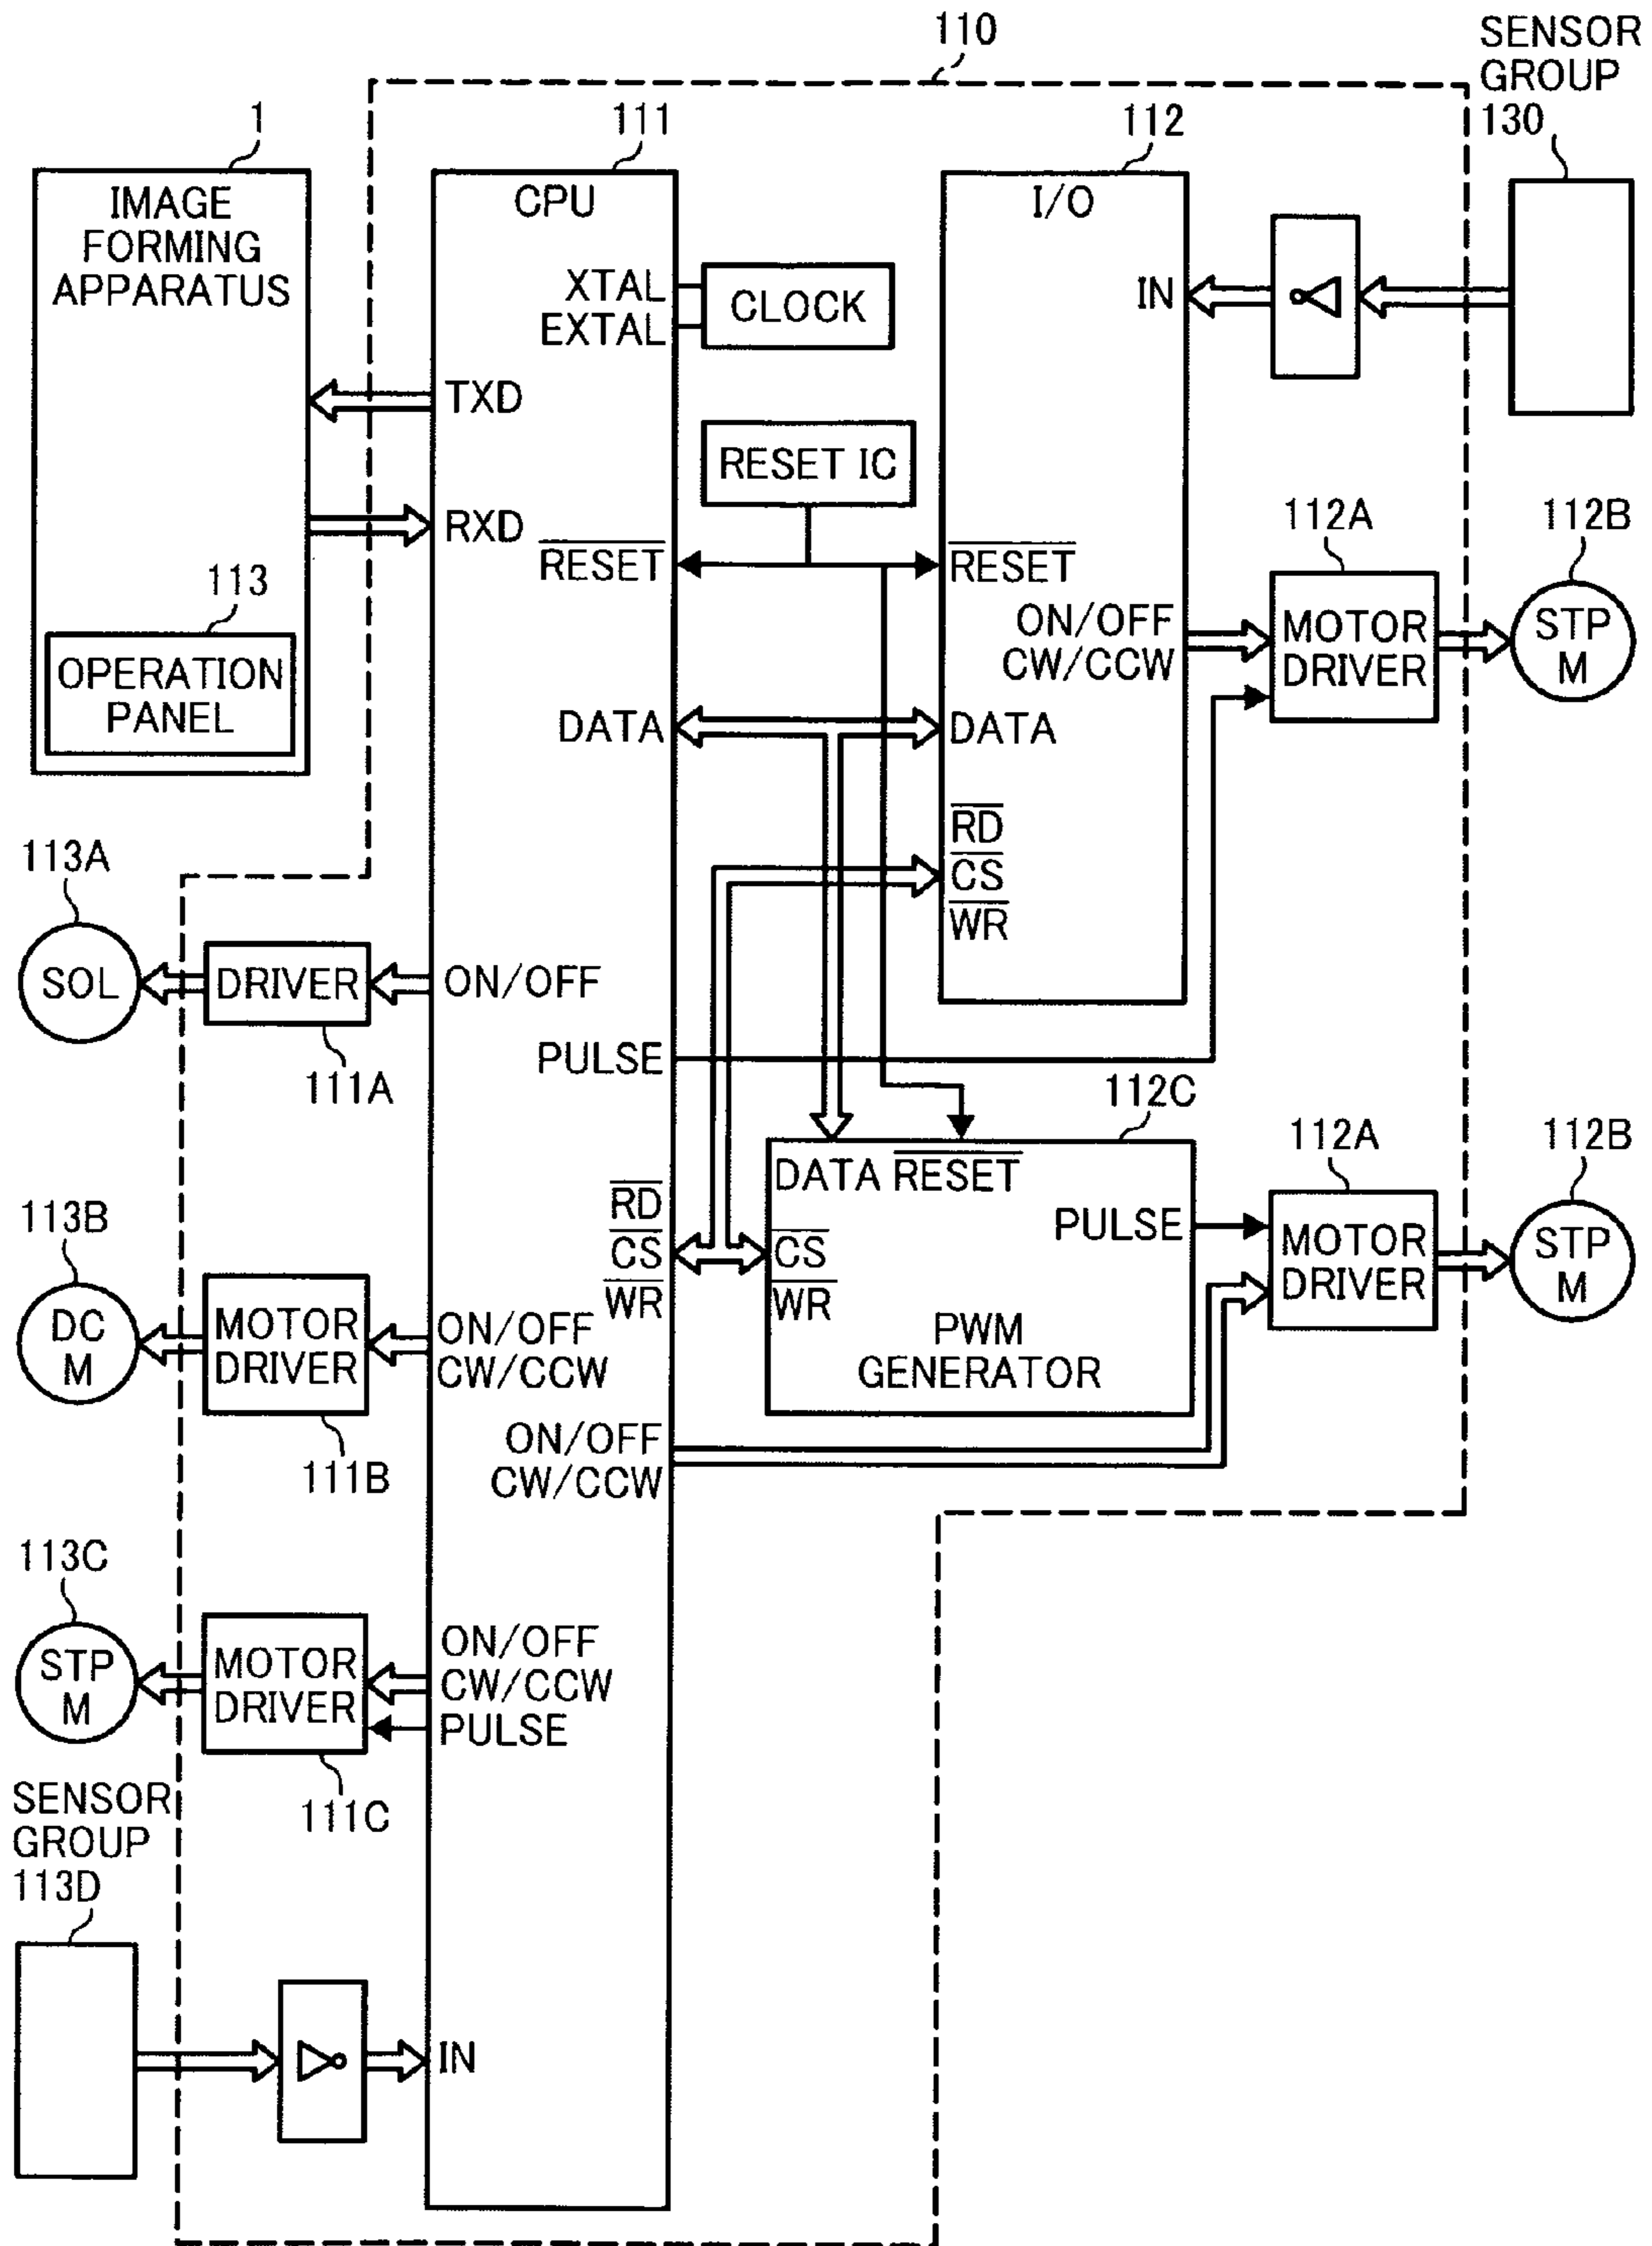 110
SENSOR
GROUP
130
1
111
112
IMAGE
FORMING
APPARATUS
CPU
I/O
XTAL
EXTAL
CLOCK
IN
TXD
RESET IC
RXD
RESET
RESET
112A
112B
113
ON/OFF
CW/CCW
MOTOR
DRIVER
STP
M
OPERATION
PANEL
DATA
DATA
RD
CS
WR
113A
SOL
DRIVER
ON/OFF
111A
PULSE
112C
112A
112B
DATA RESET
PULSE
RD
CS
WR
CS
WR
PWM
GENERATOR
MOTOR
DRIVER
STP
M
113B
DC
M
MOTOR
DRIVER
ON/OFF
CW/CCW
111B
ON/OFF
CW/CCW
113C
STP
M
MOTOR
DRIVER
ON/OFF
CW/CCW
PULSE
111C
SENSOR
GROUP
113D
IN